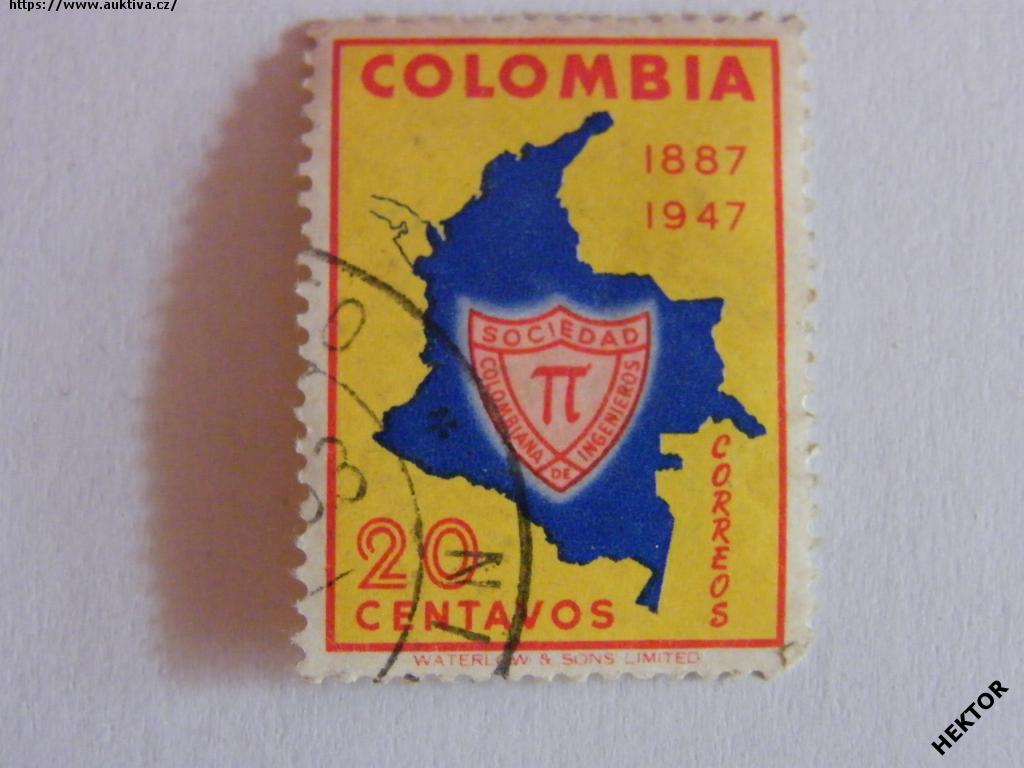 https://www.auktiva.cz/
COLOMBIA
1887
1947
SOCIEDAD
COLOMBIANA
DE
INGENIEROS
π
CORREOS
20
CENTAVOS
WATERLOW & SONS LIMITED
HEKTOR